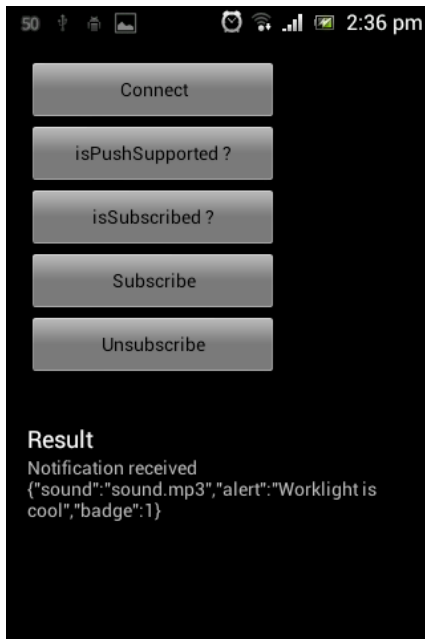 50 2:36 pm
Connect
isPushSupported ?
isSubscribed ?
Subscribe
Unsubscribe
Result
Notification received
{"sound":"sound.mp3","alert":"Worklight is
cool","badge":1}